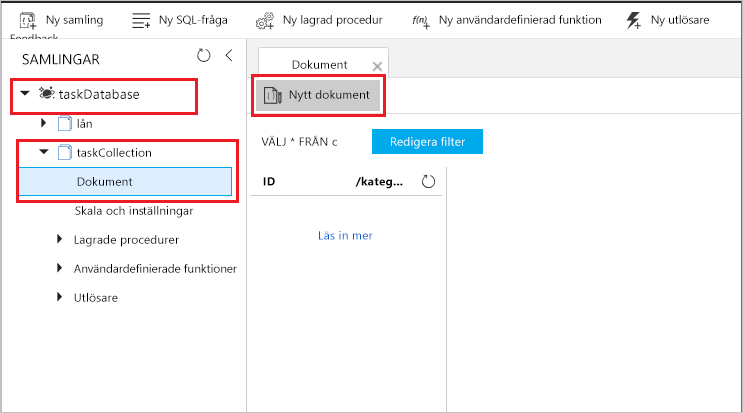 Ny samling Ny SQL-fråga Ny lagrad procedur Ny användardefinierad funktion Ny utlösare
Feedback
SAMLINGAR
taskDatabase
lån
taskCollection
Dokument
Skala och inställningar
Lagrade procedurer
Användardefinierade funktioner
Utlösare
Dokument
Nytt dokument
VÄLJ * FRÅN c Redigera filter
ID /kateg...
Läs in mer